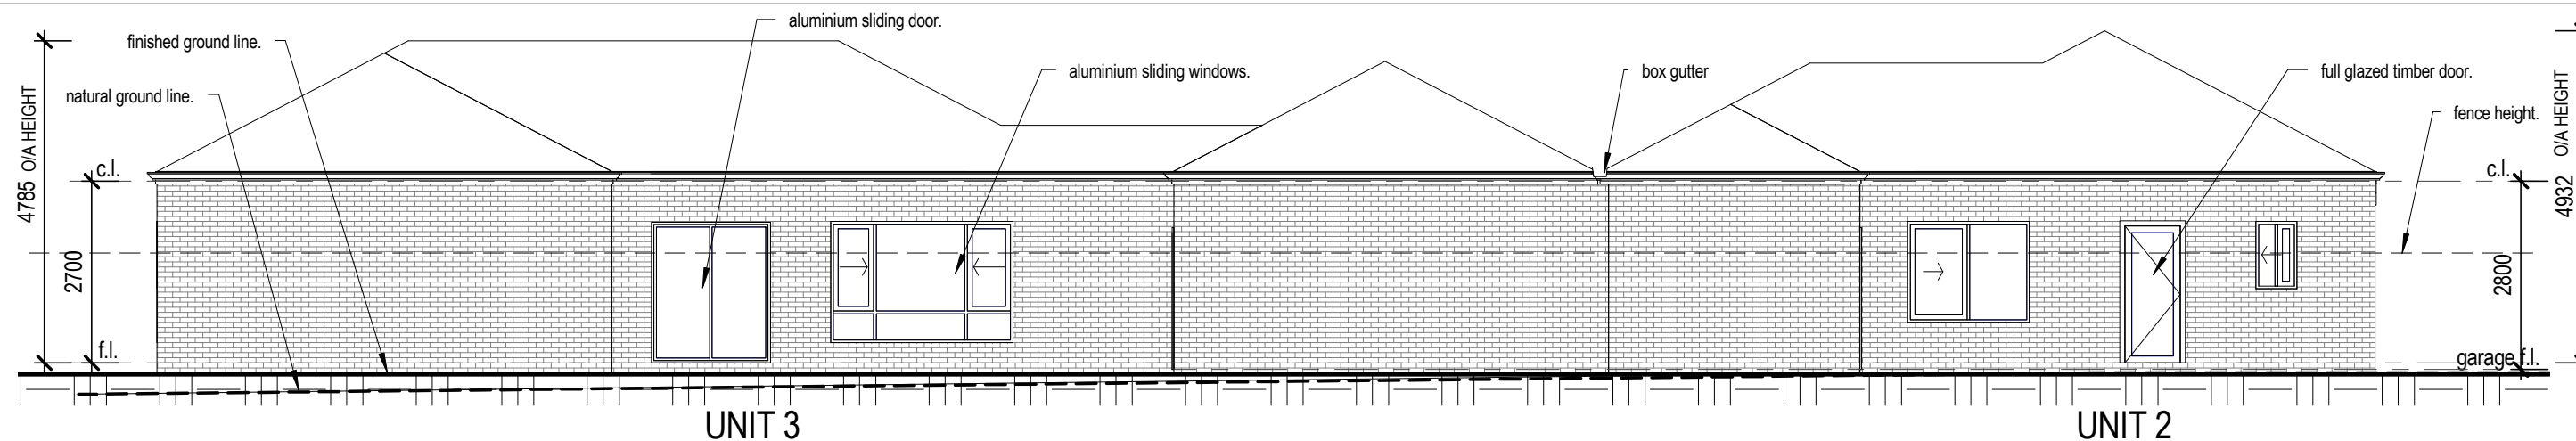 aluminium sliding door.
finished ground line.
aluminium sliding windows.
box gutter
full glazed timber door.
natural ground line.
fence height.
4785 O/A HEIGHT
4932 O/A HEIGHT
c.l.
c.l.
2700
2800
f.l.
garage f.l.
UNIT 3
UNIT 2